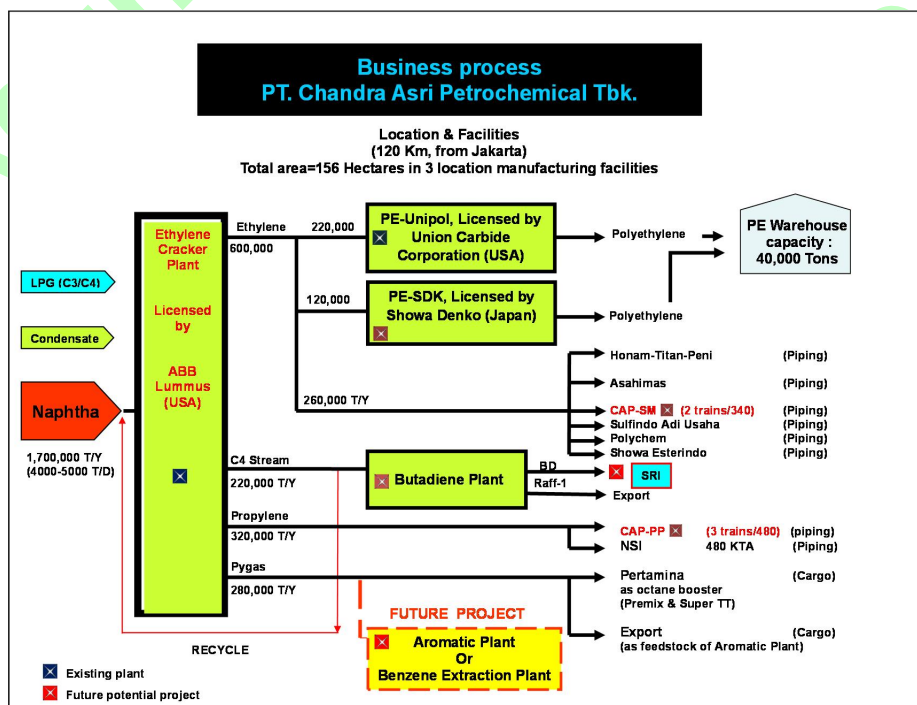 Business process
PT. Chandra Asri Petrochemical Tbk.
Location & Facilities
(120 Km, from Jakarta)
Total area=156 Hectares in 3 location manufacturing facilities
LPG (C3/C4)
Condensate
Naphtha
1,700,000 T/Y
(4000-5000 T/D)
Ethylene
Cracker
Plant
Licensed
by
ABB
Lummus
(USA)
Ethylene
600,000
220,000
PE-Unipol, Licensed by
Union Carbide
Corporation (USA)
Polyethylene
PE Warehouse
capacity :
40,000 Tons
120,000
PE-SDK, Licensed by
Showa Denko (Japan)
Polyethylene
260,000 T/Y
Honam-Titan-Peni (Piping)
Asahimas (Piping)
CAP-SM (2 trains/340) (Piping)
Sulfindo Adi Usaha (Piping)
Polychem (Piping)
Showa Esterindo (Piping)
C4 Stream
220,000 T/Y
Butadiene Plant
BD
Raff-1
SRI
Export
Propylene
320,000 T/Y
CAP-PP (3 trains/480) (piping)
NSI 480 KTA (Piping)
Pygas
280,000 T/Y
Pertamina (Cargo)
as octane booster
(Premix & Super TT)
Export (Cargo)
(as feedstock of Aromatic Plant)
FUTURE PROJECT
Aromatic Plant
Or
Benzene Extraction Plant
RECYCLE
Existing plant
Future potential project